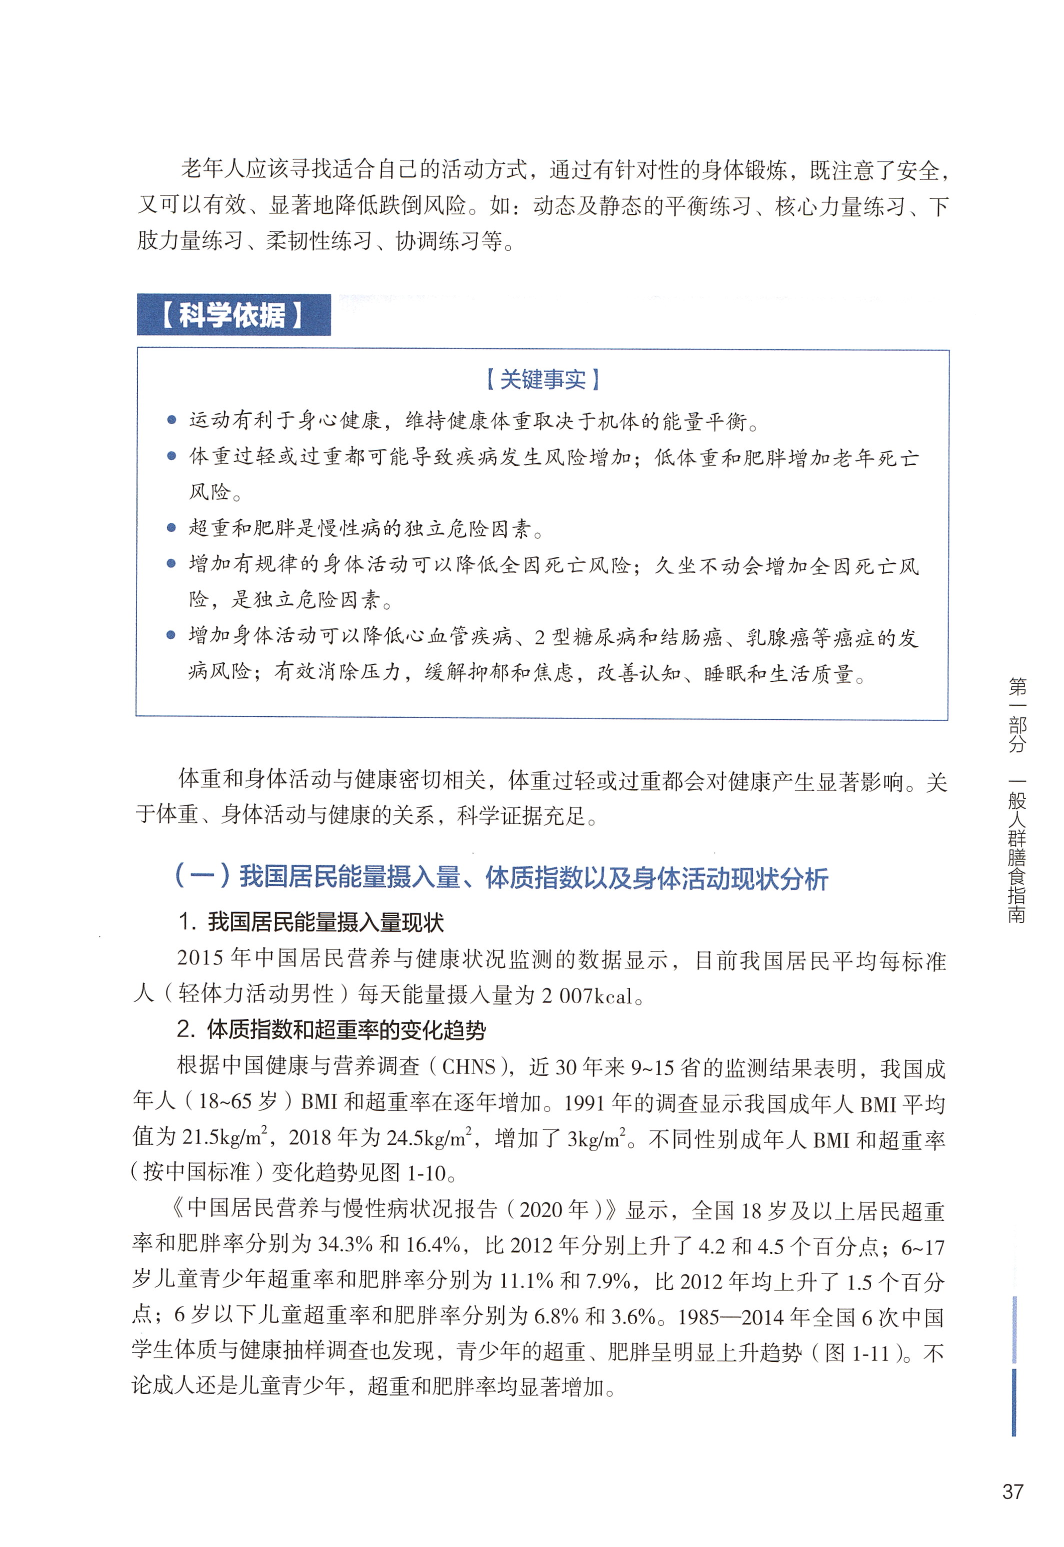 老年人应该寻找适合自己的活动方式，通过有针对性的身体锻炼，既注意了安全，
又可以有效、显著地降低跌倒风险。如：动态及静态的平衡练习、核心力量练习、下
肢力量练习、柔韧性练习、协调练习等。
【科学依据】
【关键事实】
● 运动有利于身心健康，维持健康体重取决于机体的能量平衡。
● 体重过轻或过重都可能导致疾病发生风险增加；低体重和肥胖增加老年死亡
风险。
● 超重和肥胖是慢性病的独立危险因素。
● 增加有规律的身体活动可以降低全因死亡风险；久坐不动会增加全因死亡风
险，是独立危险因素。
● 增加身体活动可以降低心血管疾病、2 型糖尿病和结肠癌、乳腺癌等癌症的发
病风险；有效消除压力，缓解抑郁和焦虑，改善认知、睡眠和生活质量。
体重和身体活动与健康密切相关，体重过轻或过重都会对健康产生显著影响。关
于体重、身体活动与健康的关系，科学证据充足。
（一）我国居民能量摄入量、体质指数以及身体活动现状分析
1. 我国居民能量摄入量现状
2015 年中国居民营养与健康状况监测的数据显示，目前我国居民平均每标准
人（轻体力活动男性）每天能量摄入量为 2 007kcal。
2. 体质指数和超重率的变化趋势
根据中国健康与营养调查（CHNS），近 30 年来 9~15 省的监测结果表明，我国成
年人（18~65 岁）BMI 和超重率在逐年增加。1991 年的调查显示我国成年人 BMI 平均
值为 21.5kg/m²，2018 年为 24.5kg/m²，增加了 3kg/m²。不同性别成年人 BMI 和超重率
（按中国标准）变化趋势见图 1-10。
《中国居民营养与慢性病状况报告（2020 年）》显示，全国 18 岁及以上居民超重
率和肥胖率分别为 34.3% 和 16.4%，比 2012 年分别上升了 4.2 和 4.5 个百分点；6~17
岁儿童青少年超重率和肥胖率分别为 11.1% 和 7.9%，比 2012 年均上升了 1.5 个百分
点；6 岁以下儿童超重率和肥胖率分别为 6.8% 和 3.6%。1985—2014 年全国 6 次中国
学生体质与健康抽样调查也发现，青少年的超重、肥胖呈明显上升趋势（图 1-11）。不
论成人还是儿童青少年，超重和肥胖率均显著增加。
第一部分 一般人群膳食指南
37